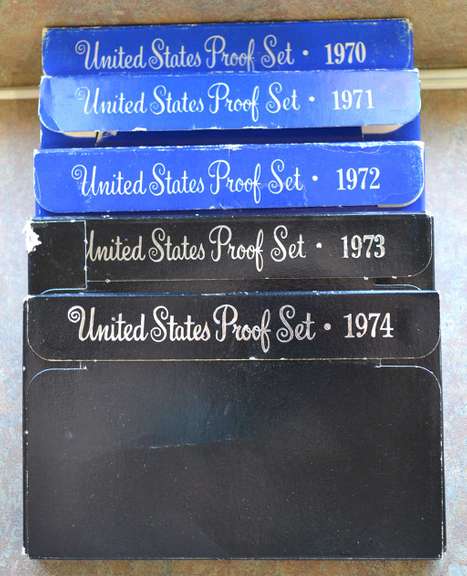 United States Proof Set · 1970
United States Proof Set · 1971
United States Proof Set · 1972
United States Proof Set · 1973
United States Proof Set · 1974